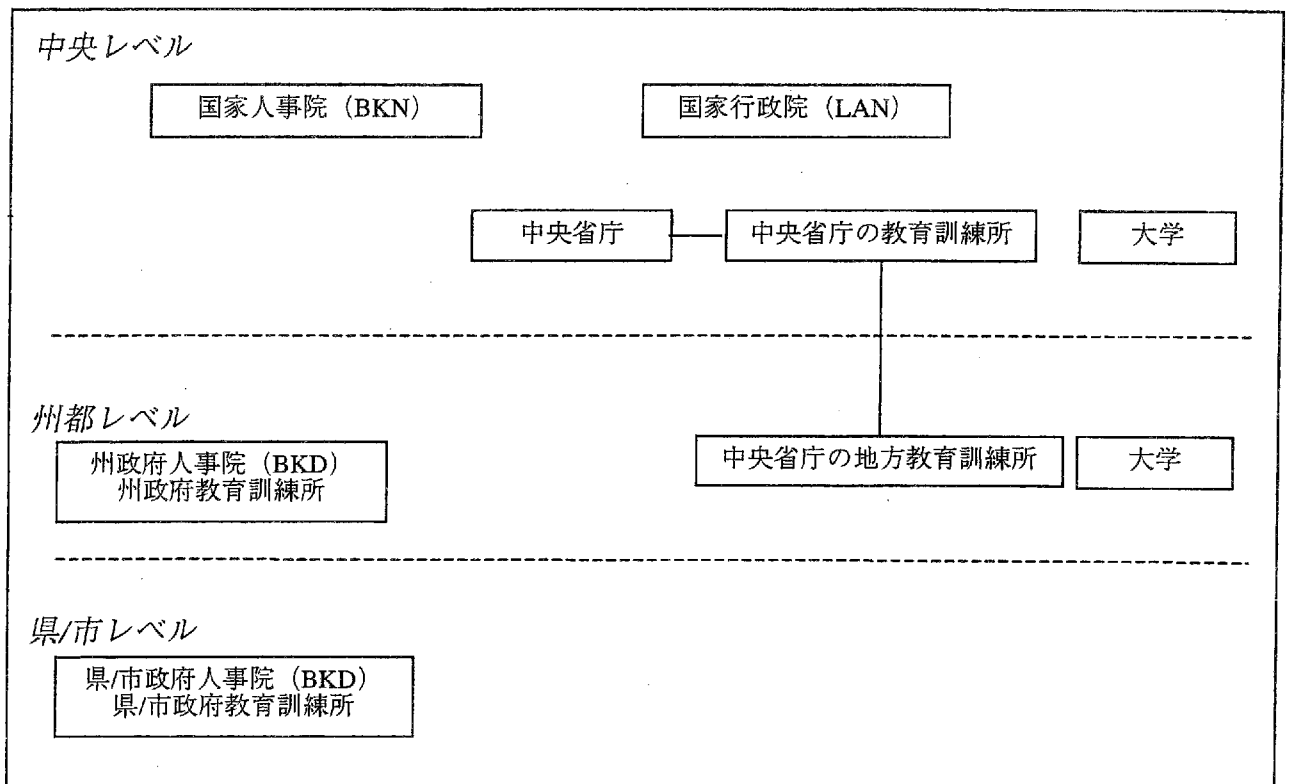 中央レベル
国家人事院（BKN）
国家行政院（LAN）
中央省庁
中央省庁の教育訓練所
大学
州都レベル
州政府人事院（BKD）
州政府教育訓練所
中央省庁の地方教育訓練所
大学
県/市レベル
県/市政府人事院（BKD）
県/市政府教育訓練所